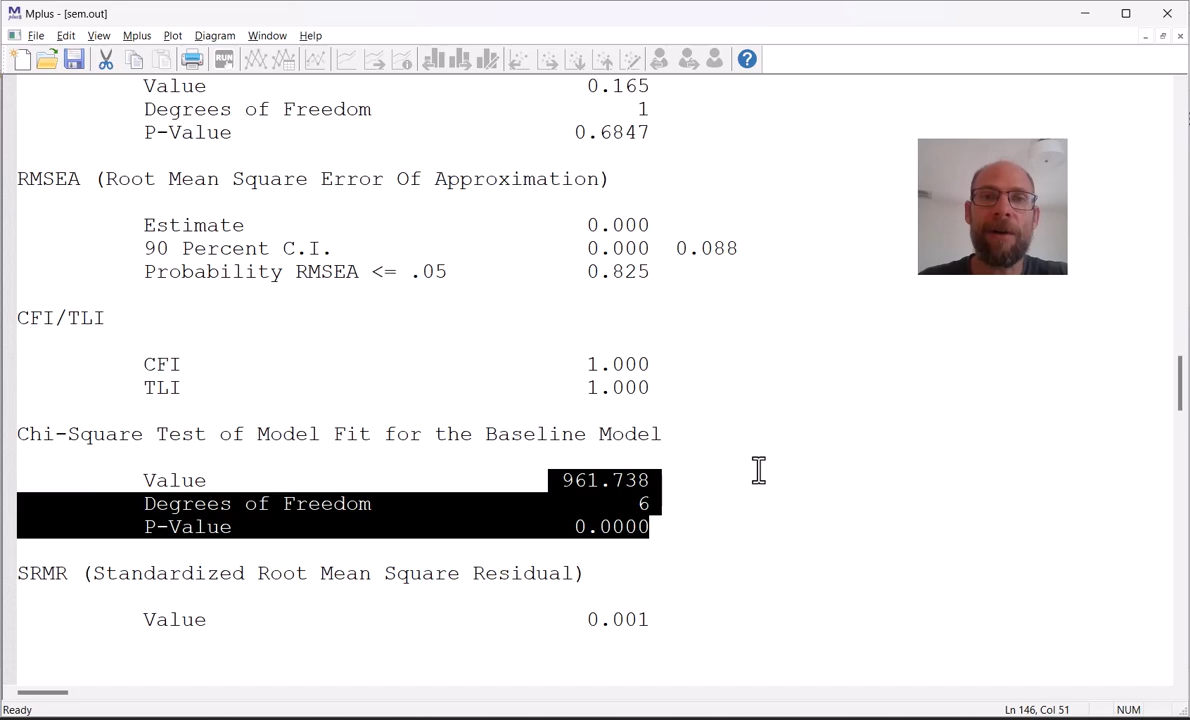 Mplus - [sem.out]
File Edit View Mplus Plot Diagram Window Help
RUN
Value 0.165
Degrees of Freedom 1
P-Value 0.6847
RMSEA (Root Mean Square Error Of Approximation)
Estimate 0.000
90 Percent C.I. 0.000 0.088
Probability RMSEA <= .05 0.825
CFI/TLI
CFI 1.000
TLI 1.000
Chi-Square Test of Model Fit for the Baseline Model
Value 961.738
Degrees of Freedom 6
P-Value 0.0000
SRMR (Standardized Root Mean Square Residual)
Value 0.001
Ready Ln 146, Col 51 NUM